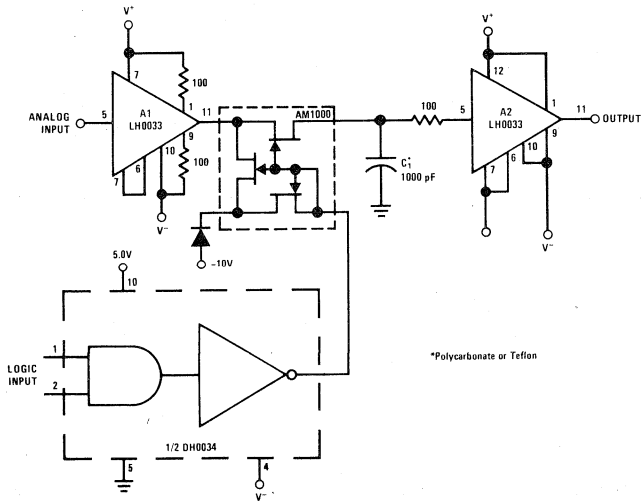 V+
V+
7
100
12
A1
LH0033
1
11
AM1000
100
A2
LH0033
1
11
OUTPUT
ANALOG
INPUT
5
5
9
10
6
7
100
9
10
6
7
C1*
1000 pF
V-
V-
-10V
5.0V
10
1
LOGIC
INPUT
2
*Polycarbonate or Teflon
1/2 DH0034
5
4
V-